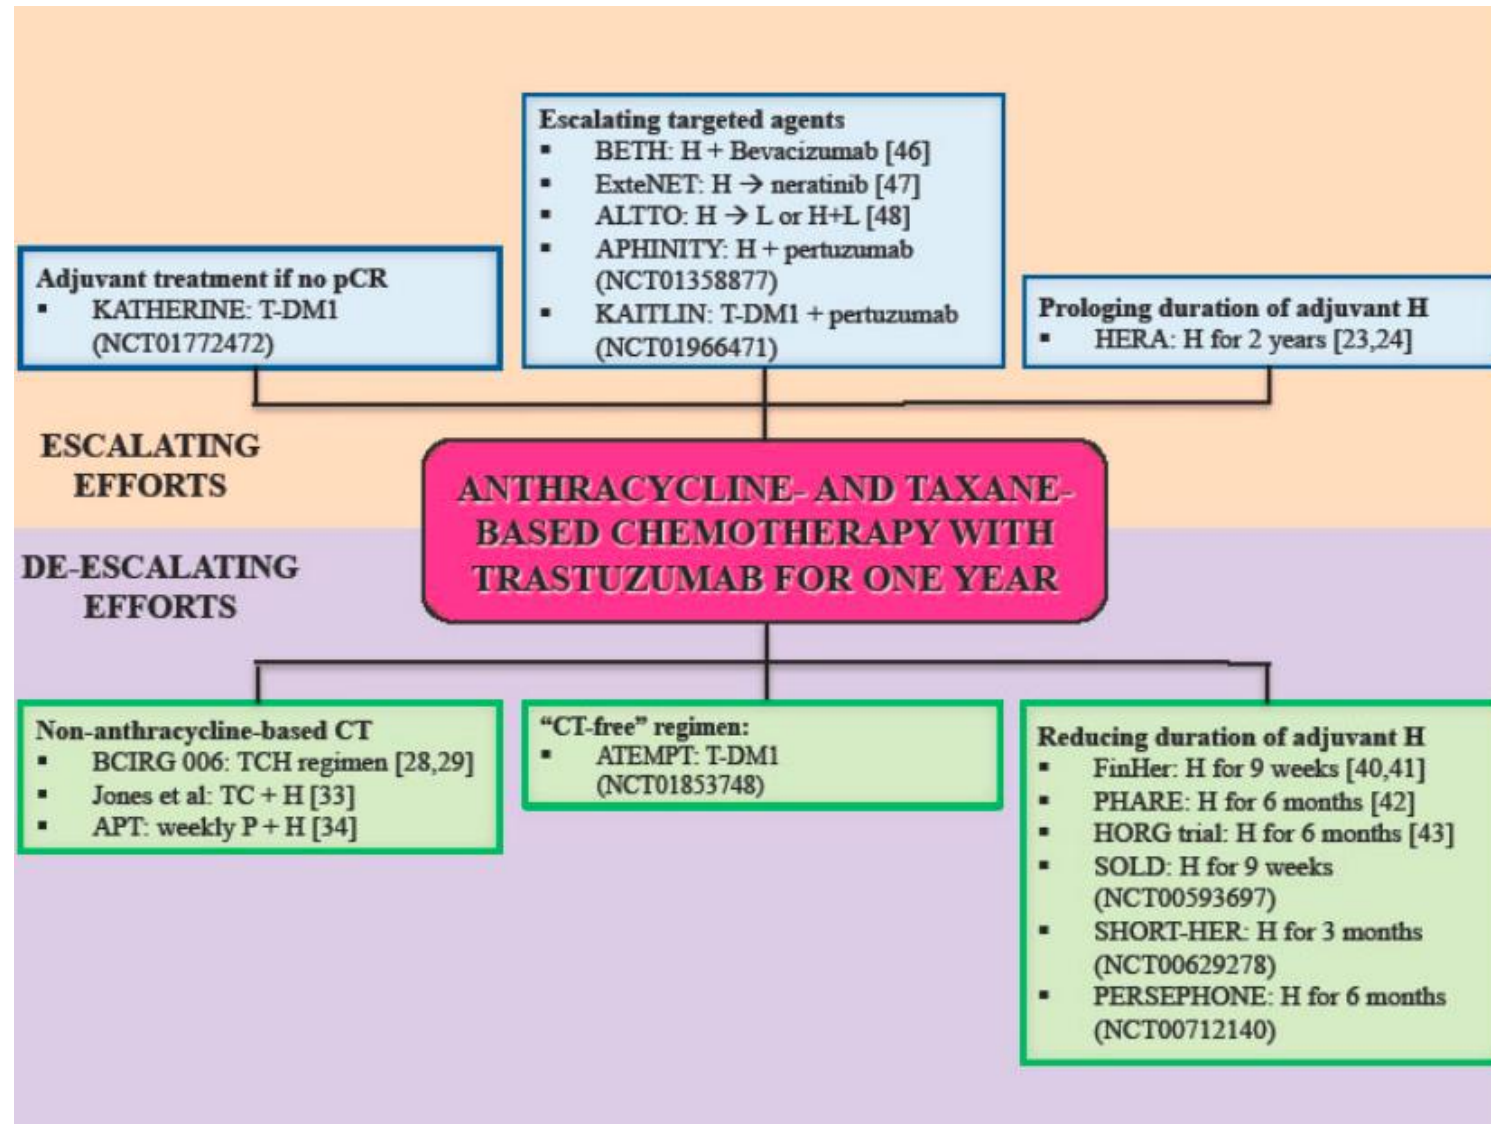 Escalating targeted agents
▪ BETH: H + Bevacizumab [46]
▪ ExteNET: H → neratinib [47]
▪ ALTTO: H → L or H+L [48]
▪ APHINITY: H + pertuzumab
(NCT01358877)
▪ KAITLIN: T-DM1 + pertuzumab
(NCT01966471)
Adjuvant treatment if no pCR
▪ KATHERINE: T-DM1
(NCT01772472)
Prologing duration of adjuvant H
▪ HERA: H for 2 years [23,24]
ESCALATING
EFFORTS
ANTHRACYCLINE- AND TAXANE-
BASED CHEMOTHERAPY WITH
TRASTUZUMAB FOR ONE YEAR
DE-ESCALATING
EFFORTS
Non-anthracycline-based CT
▪ BCIRG 006: TCH regimen [28,29]
▪ Jones et al: TC + H [33]
▪ APT: weekly P + H [34]
“CT-free” regimen:
▪ ATEMPT: T-DM1
(NCT01853748)
Reducing duration of adjuvant H
▪ FinHer: H for 9 weeks [40,41]
▪ PHARE: H for 6 months [42]
▪ HORG trial: H for 6 months [43]
▪ SOLD: H for 9 weeks
(NCT00593697)
▪ SHORT-HER: H for 3 months
(NCT00629278)
▪ PERSEPHONE: H for 6 months
(NCT00712140)